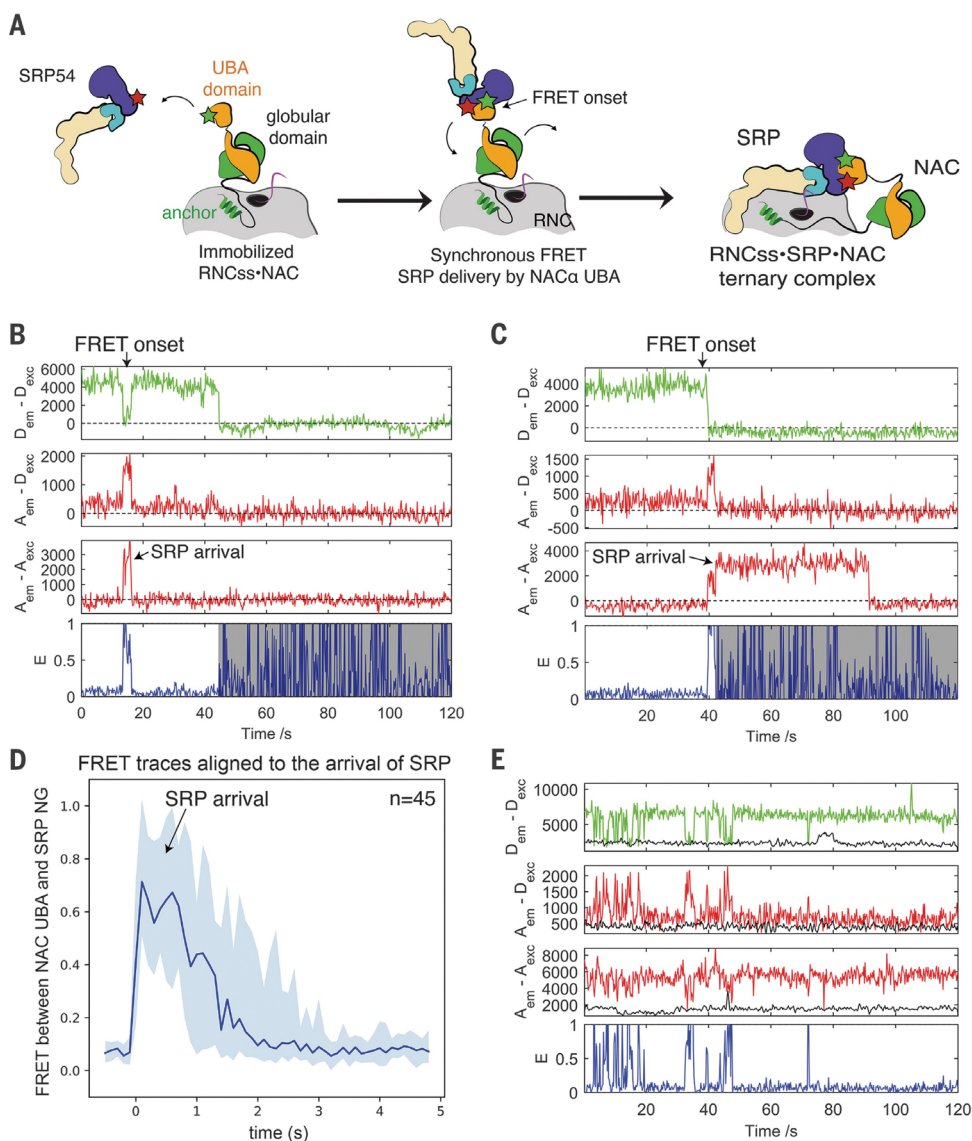 A
SRP54
UBA
domain
globular
domain
anchor
Immobilized
RNCss•NAC
FRET onset
RNC
Synchronous FRET
SRP delivery by NACα UBA
SRP
NAC
RNCss•SRP•NAC
ternary complex
B
FRET onset
Dem - Dexc
6000
4000
2000
0
Aem - Dexc
2000
1000
0
Aem - Aexc
3000
2000
1000
0
SRP arrival
E
1
0.5
0
0 20 40 60 80 100 120
Time /s
C
FRET onset
Dem - Dexc
4000
2000
0
Aem - Dexc
1500
1000
500
0
-500
Aem - Aexc
4000
2000
0
SRP arrival
E
1
0.5
0
20 40 60 80 100
Time /s
D
FRET traces aligned to the arrival of SRP
SRP arrival
n=45
FRET between NAC UBA and SRP NG
1.0
0.8
0.6
0.4
0.2
0.0
0 1 2 3 4 5
time (s)
E
Dem - Dexc
10000
5000
Aem - Dexc
2000
1500
1000
500
0
Aem - Aexc
8000
6000
4000
2000
E
1
0.5
0
20 40 60 80 100 120
Time /s